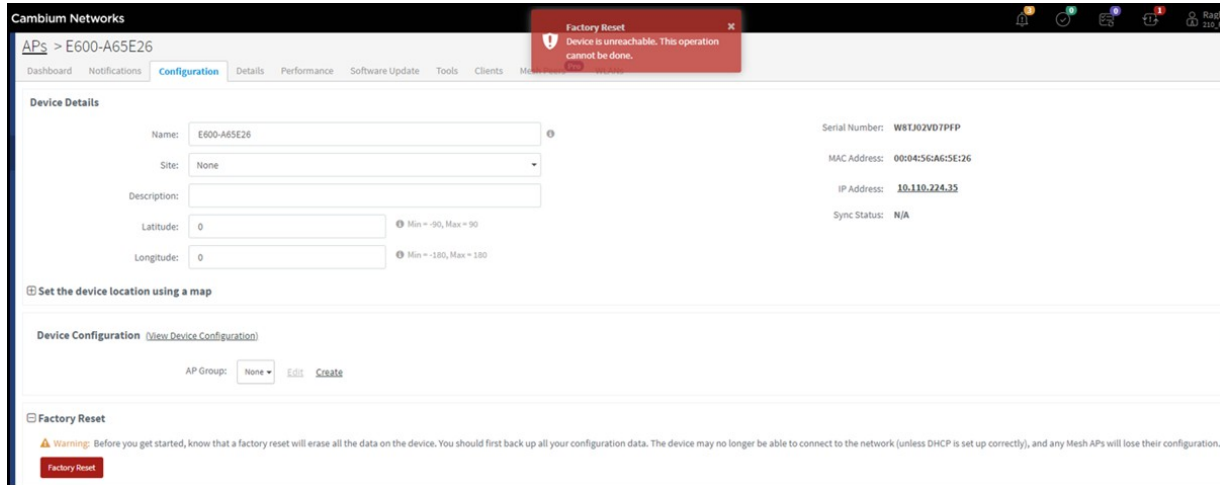 Cambium Networks
3
0
0
1
Factory Reset
Device is unreachable. This operation
cannot be done.
APs > E600-A65E26
Dashboard Notifications Configuration Details Performance Software Update Tools Clients Mesh Pro WLANs
Device Details
Name: E600-A65E26
Serial Number: W8TJ02VD7PFP
Site: None
MAC Address: 00:04:56:A6:5E:26
Description:
IP Address: 10.110.224.35
Latitude: 0 Min = -90, Max = 90
Sync Status: N/A
Longitude: 0 Min = -180, Max = 180
Set the device location using a map
Device Configuration (View Device Configuration)
AP Group: None Edit Create
Factory Reset
Warning: Before you get started, know that a factory reset will erase all the data on the device. You should first back up all your configuration data. The device may no longer be able to connect to the network (unless DHCP is set up correctly), and any Mesh APs will lose their configuration.
Factory Reset